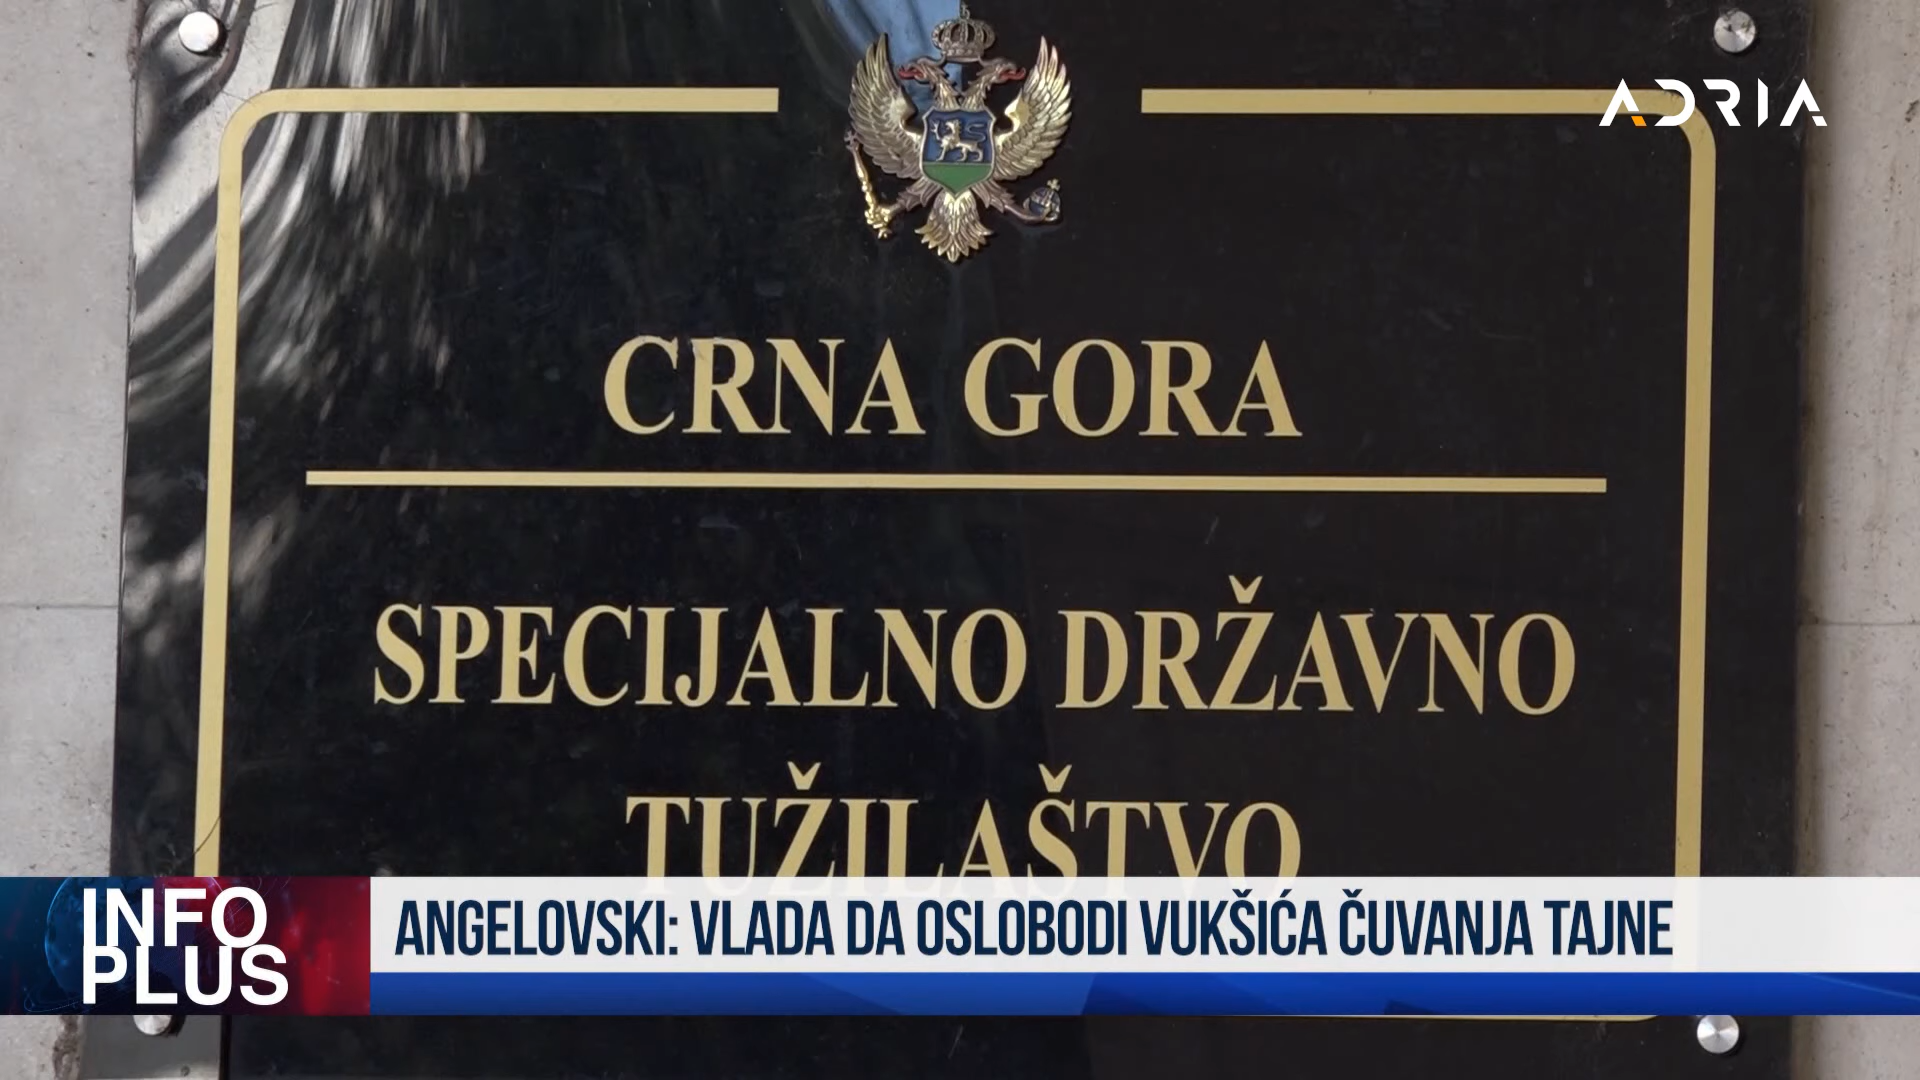 ADRIA
CRNA GORA
SPECIJALNO DRŽAVNO
TUŽILAŠTVO
INFO
PLUS
ANGELOVSKI: VLADA DA OSLOBODI VUKŠIĆA ČUVANJA TAJNE